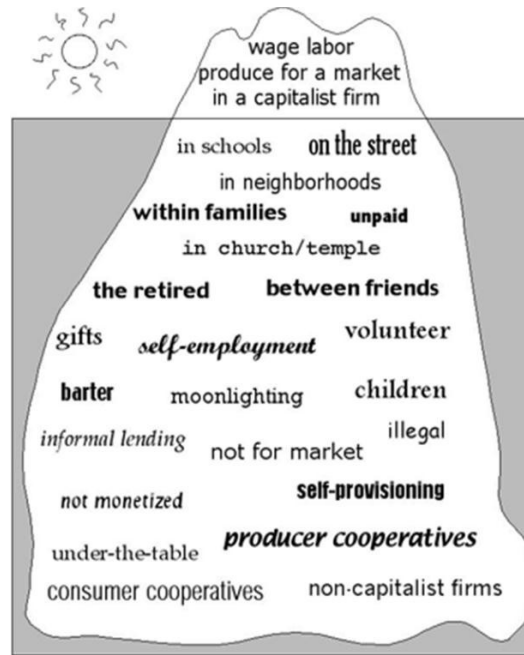 wage labor
produce for a market
in a capitalist firm
in schools on the street
in neighborhoods
within families unpaid
in church/temple
the retired between friends
gifts self-employment volunteer
barter moonlighting children
informal lending not for market illegal
not monetized self-provisioning
under-the-table producer cooperatives
consumer cooperatives non-capitalist firms